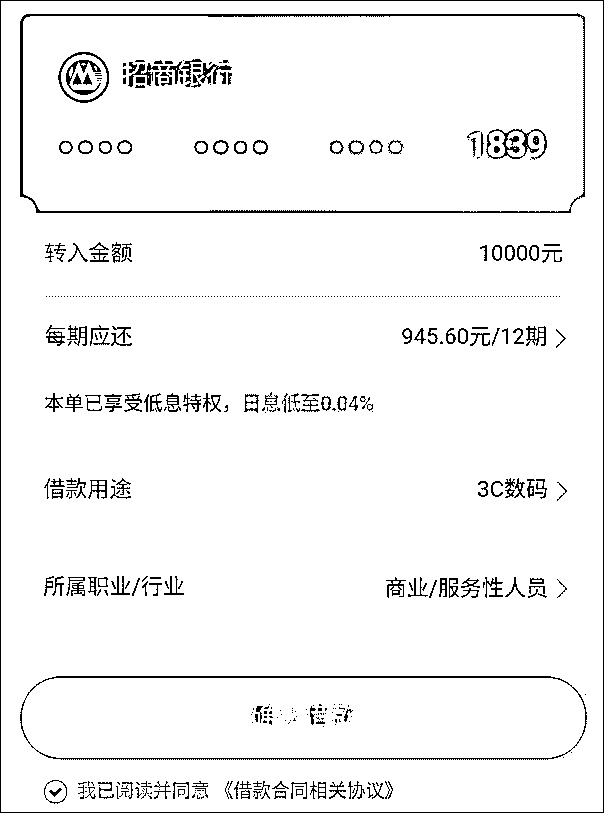 招商银行
1839
转入金额 10000元
每期应还 945.60元/12期
本单已享受低息特权，日息低至0.04%
借款用途 3C数码
所属职业/行业 商业/服务性人员
我已阅读并同意《借款合同相关协议》